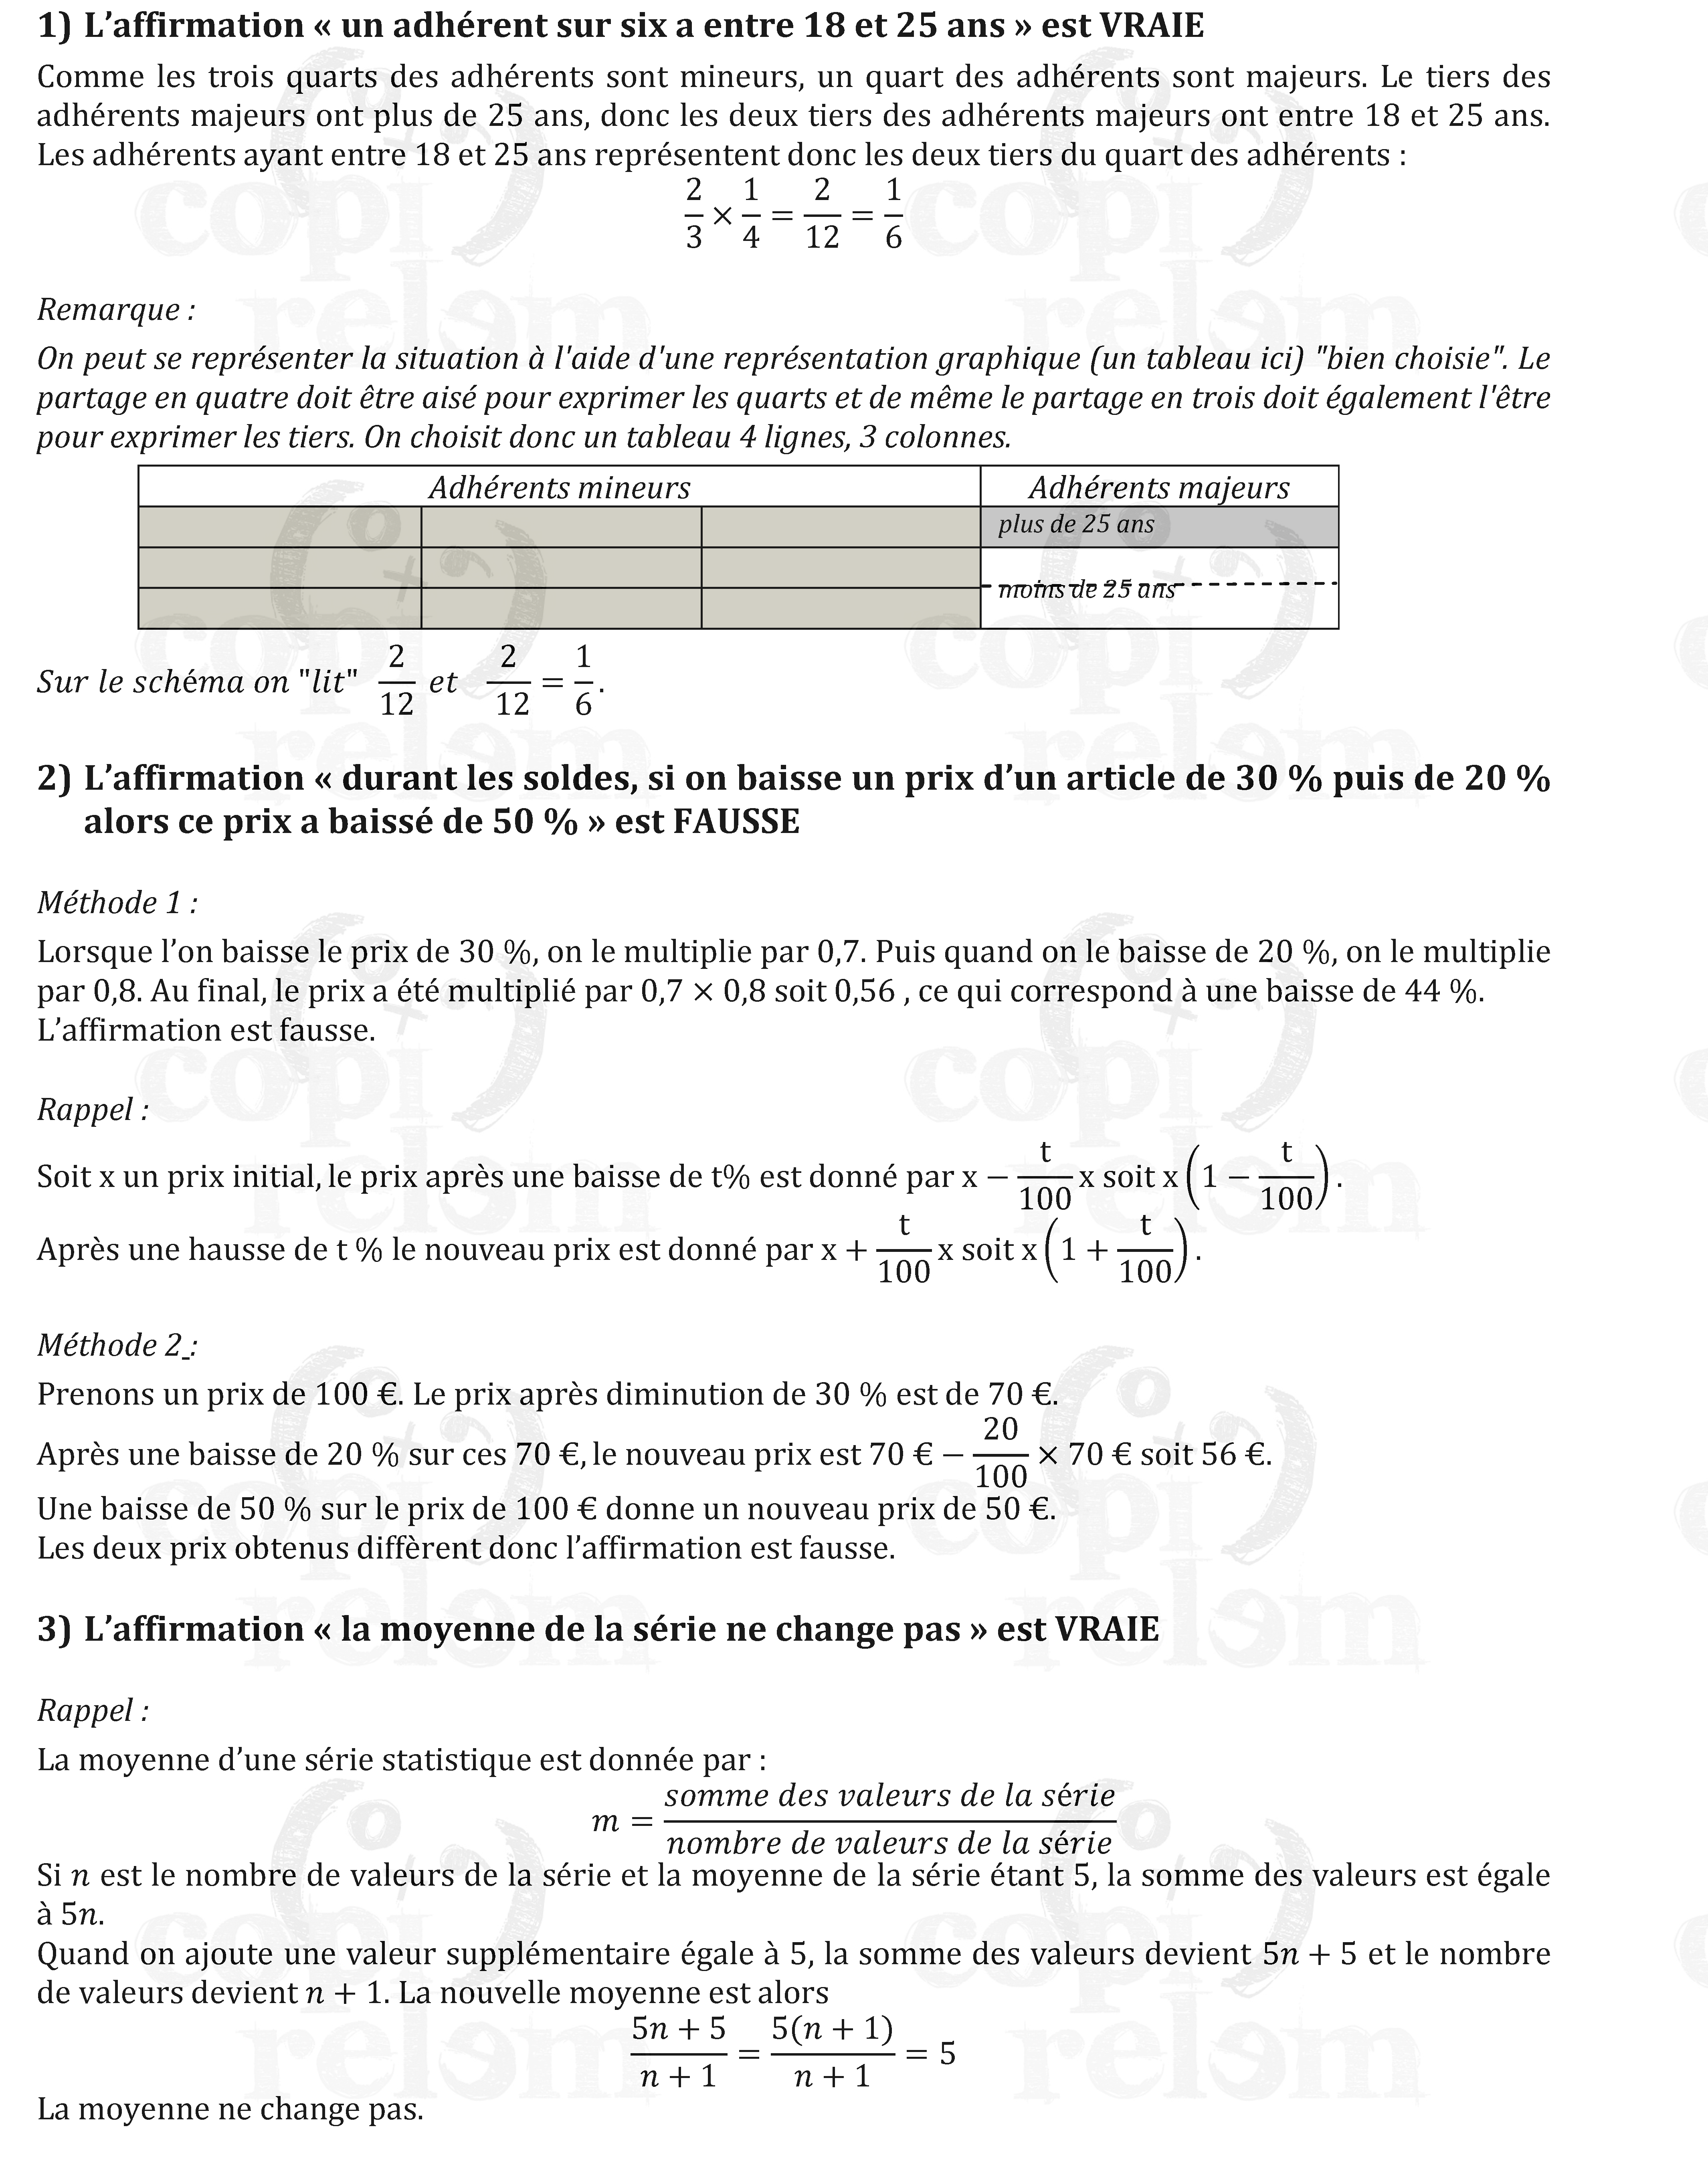 1) L’affirmation « un adhérent sur six a entre 18 et 25 ans » est VRAIE
Comme les trois quarts des adhérents sont mineurs, un quart des adhérents sont majeurs. Le tiers des
adhérents majeurs ont plus de 25 ans, donc les deux tiers des adhérents majeurs ont entre 18 et 25 ans.
Les adhérents ayant entre 18 et 25 ans représentent donc les deux tiers du quart des adhérents :
2/3 × 1/4 = 2/12 = 1/6
Remarque :
On peut se représenter la situation à l'aide d'une représentation graphique (un tableau ici) "bien choisie". Le
partage en quatre doit être aisé pour exprimer les quarts et de même le partage en trois doit également l'être
pour exprimer les tiers. On choisit donc un tableau 4 lignes, 3 colonnes.
Adhérents mineurs Adhérents majeurs
plus de 25 ans
moins de 25 ans
Sur le schéma on "lit" 2/12 et 2/12 = 1/6.
2) L’affirmation « durant les soldes, si on baisse un prix d’un article de 30 % puis de 20 %
alors ce prix a baissé de 50 % » est FAUSSE
Méthode 1 :
Lorsque l’on baisse le prix de 30 %, on le multiplie par 0,7. Puis quand on le baisse de 20 %, on le multiplie
par 0,8. Au final, le prix a été multiplié par 0,7 × 0,8 soit 0,56 , ce qui correspond à une baisse de 44 %.
L’affirmation est fausse.
Rappel :
Soit x un prix initial, le prix après une baisse de t% est donné par x − t/100 x soit x(1 − t/100).
Après une hausse de t % le nouveau prix est donné par x + t/100 x soit x(1 + t/100).
Méthode 2 :
Prenons un prix de 100 €. Le prix après diminution de 30 % est de 70 €.
Après une baisse de 20 % sur ces 70 €, le nouveau prix est 70 € − 20/100 × 70 € soit 56 €.
Une baisse de 50 % sur le prix de 100 € donne un nouveau prix de 50 €.
Les deux prix obtenus diffèrent donc l’affirmation est fausse.
3) L’affirmation « la moyenne de la série ne change pas » est VRAIE
Rappel :
La moyenne d’une série statistique est donnée par :
m = somme des valeurs de la série / nombre de valeurs de la série
Si n est le nombre de valeurs de la série et la moyenne de la série étant 5, la somme des valeurs est égale
à 5n.
Quand on ajoute une valeur supplémentaire égale à 5, la somme des valeurs devient 5n + 5 et le nombre
de valeurs devient n + 1. La nouvelle moyenne est alors
(5n + 5)/(n + 1) = 5(n + 1)/(n + 1) = 5
La moyenne ne change pas.